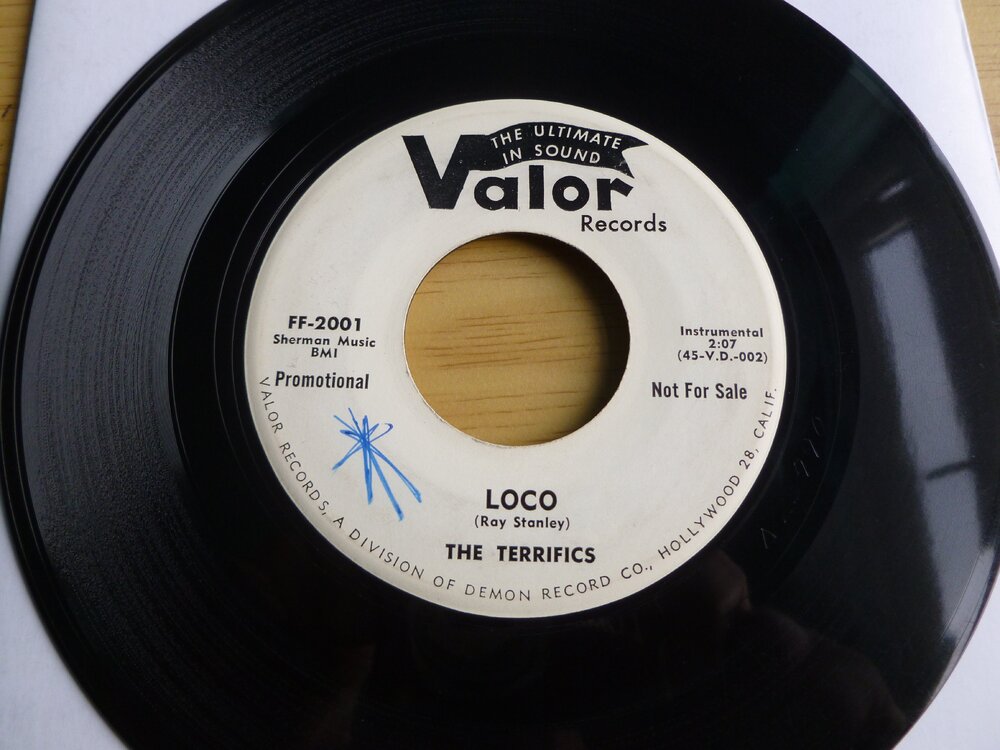 THE ULTIMATE
IN SOUND
Valor
Records
FF-2001
Sherman Music
BMI
Promotional
Instrumental
2:07
(45-V.D.-002)
Not For Sale
LOCO
(Ray Stanley)
THE TERRIFICS
VALOR RECORDS, A DIVISION OF DEMON RECORD CO., HOLLYWOOD 28, CALIF.